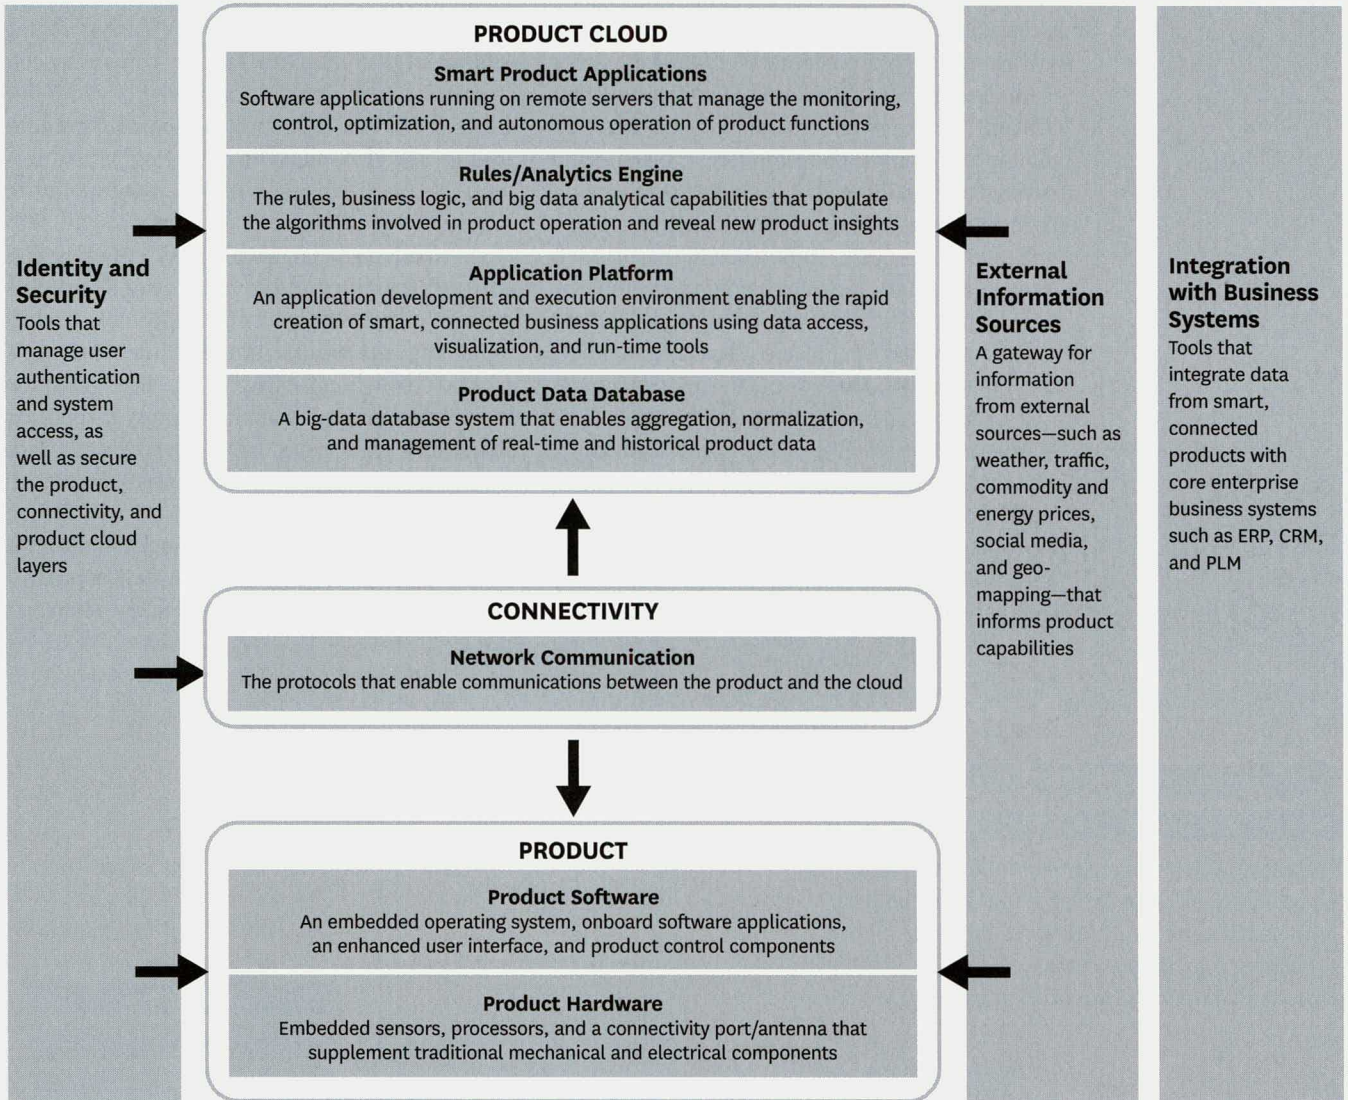 PRODUCT CLOUD
Smart Product Applications
Software applications running on remote servers that manage the monitoring,
control, optimization, and autonomous operation of product functions
Rules/Analytics Engine
The rules, business logic, and big data analytical capabilities that populate
the algorithms involved in product operation and reveal new product insights
Application Platform
An application development and execution environment enabling the rapid
creation of smart, connected business applications using data access,
visualization, and run-time tools
Product Data Database
A big-data database system that enables aggregation, normalization,
and management of real-time and historical product data
CONNECTIVITY
Network Communication
The protocols that enable communications between the product and the cloud
PRODUCT
Product Software
An embedded operating system, onboard software applications,
an enhanced user interface, and product control components
Product Hardware
Embedded sensors, processors, and a connectivity port/antenna that
supplement traditional mechanical and electrical components
Identity and
Security
Tools that
manage user
authentication
and system
access, as
well as secure
the product,
connectivity, and
product cloud
layers
External
Information
Sources
A gateway for
information
from external
sources—such as
weather, traffic,
commodity and
energy prices,
social media,
and geo-
mapping—that
informs product
capabilities
Integration
with Business
Systems
Tools that
integrate data
from smart,
connected
products with
core enterprise
business systems
such as ERP, CRM,
and PLM